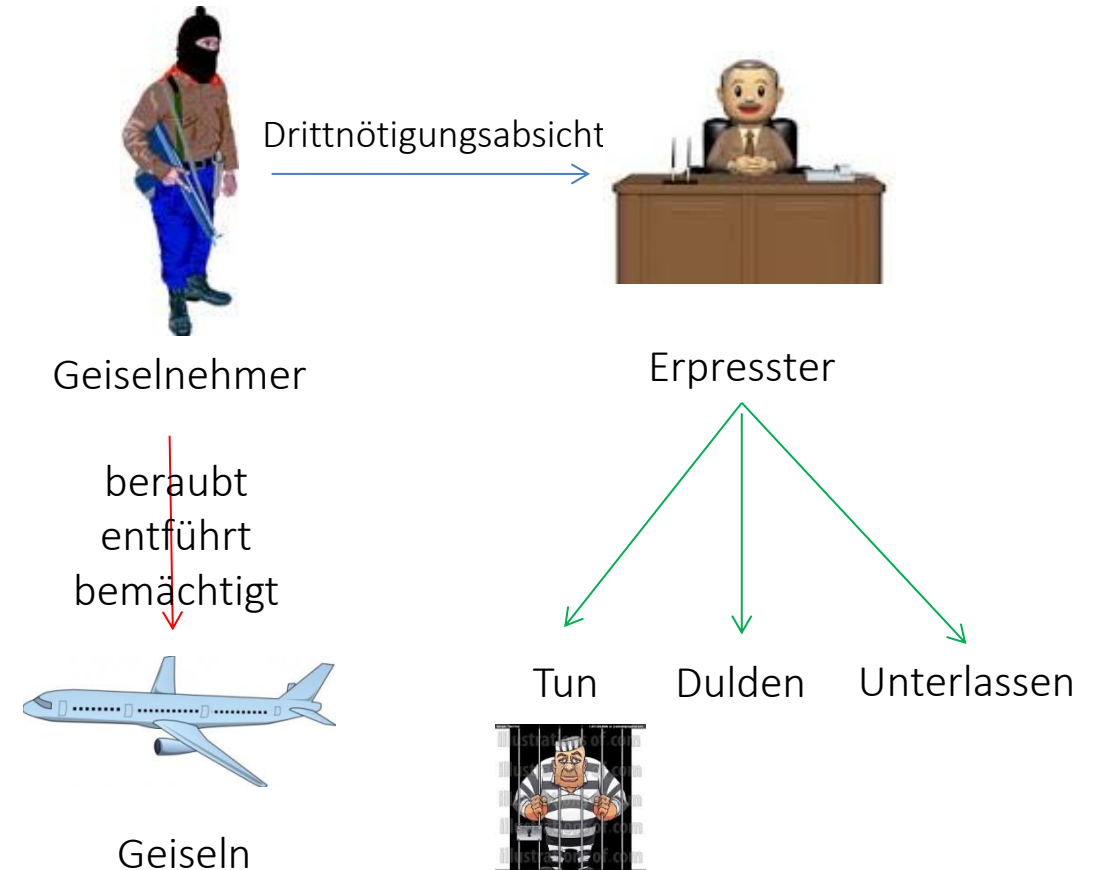 Drittnötigungsabsicht
Geiselnehmer
Erpresster
beraubt
entführt
bemächtigt
Tun
Dulden
Unterlassen
Geiseln